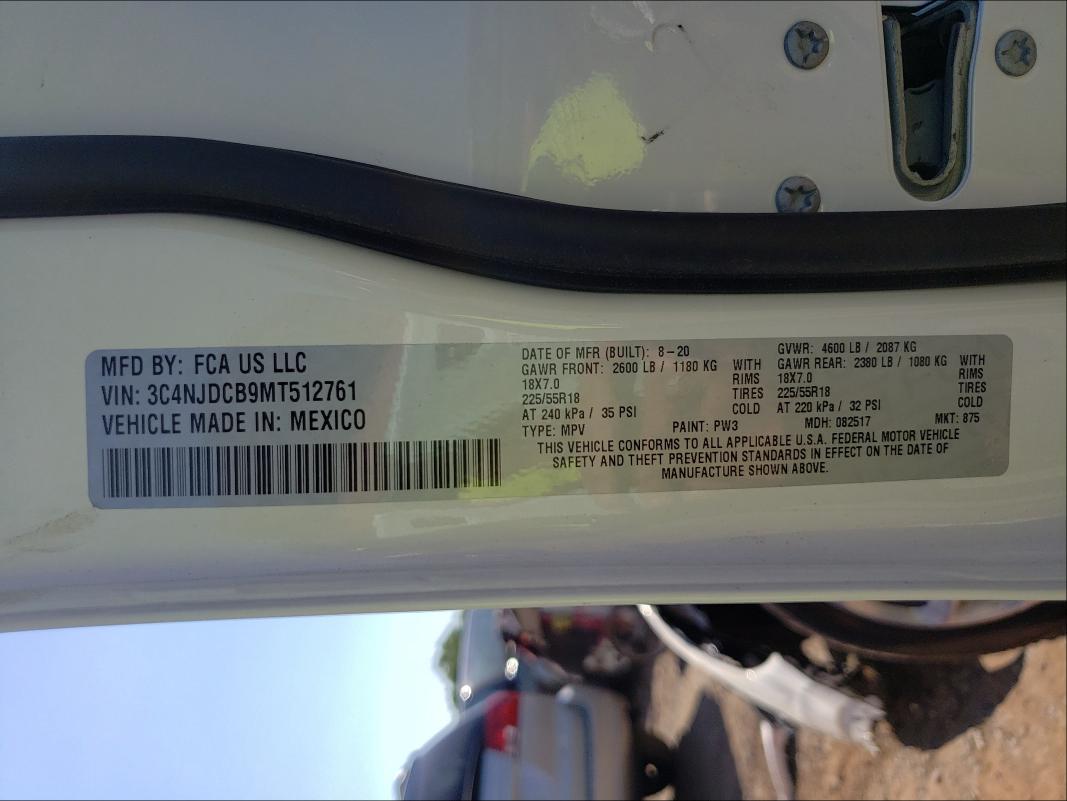 MFD BY: FCA US LLC
VIN: 3C4NJDCB9MT512761
VEHICLE MADE IN: MEXICO
DATE OF MFR (BUILT): 8-20
GAWR FRONT: 2600 LB / 1180 KG WITH
18X7.0 RIMS
225/55R18 TIRES
AT 240 kPa / 35 PSI COLD
TYPE: MPV PAINT: PW3
GVWR: 4600 LB / 2087 KG
GAWR REAR: 2380 LB / 1080 KG WITH
18X7.0 RIMS
225/55R18 TIRES
AT 220 kPa / 32 PSI COLD
MDH: 082517 MKT: 875
THIS VEHICLE CONFORMS TO ALL APPLICABLE U.S.A. FEDERAL MOTOR VEHICLE
SAFETY AND THEFT PREVENTION STANDARDS IN EFFECT ON THE DATE OF
MANUFACTURE SHOWN ABOVE.